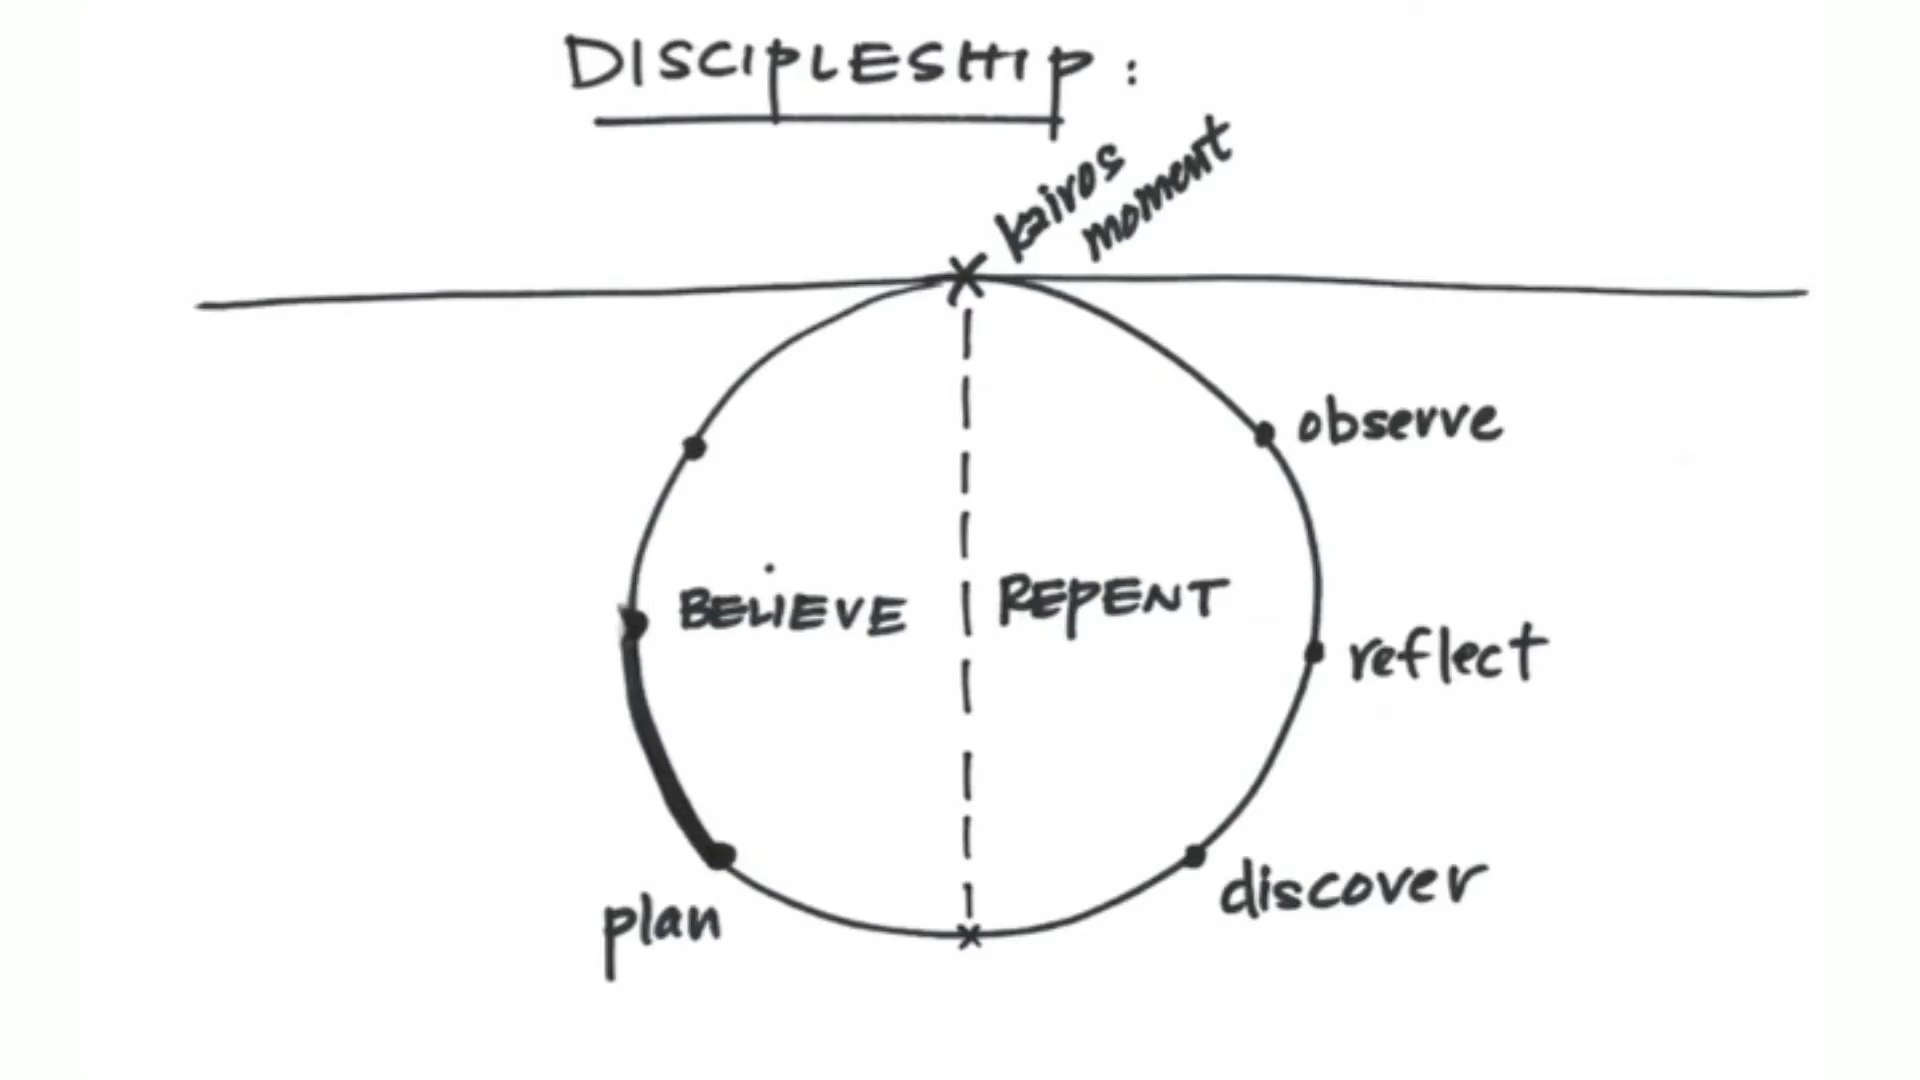 DISCIPLESHIP:
kairos
moment
observe
BELIEVE
REPENT
reflect
discover
plan